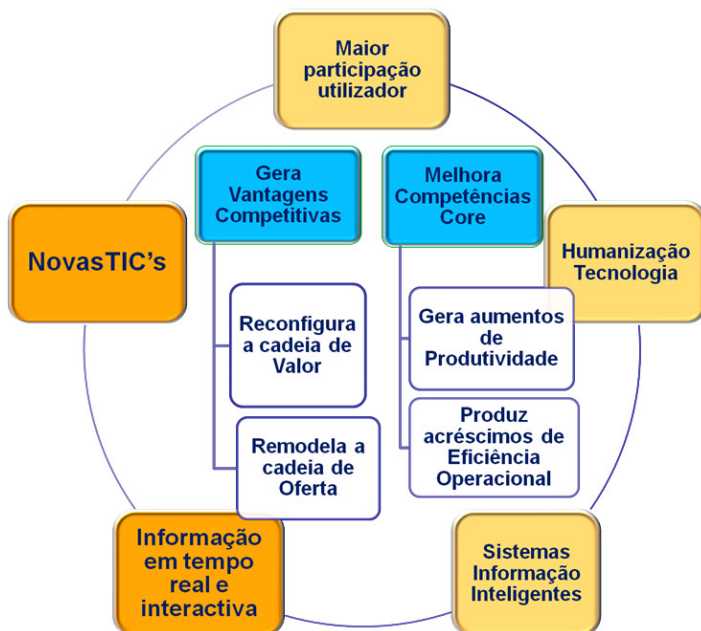 Maior
participação
utilizador
Gera
Vantagens
Competitivas
Melhora
Competências
Core
NovasTIC's
Humanização
Tecnologia
Reconfigura
a cadeia de
Valor
Gera aumentos
de
Produtividade
Remodela a
cadeia de
Oferta
Produz
acréscimos de
Eficiência
Operacional
Informação
em tempo
real e
interactiva
Sistemas
Informação
Inteligentes